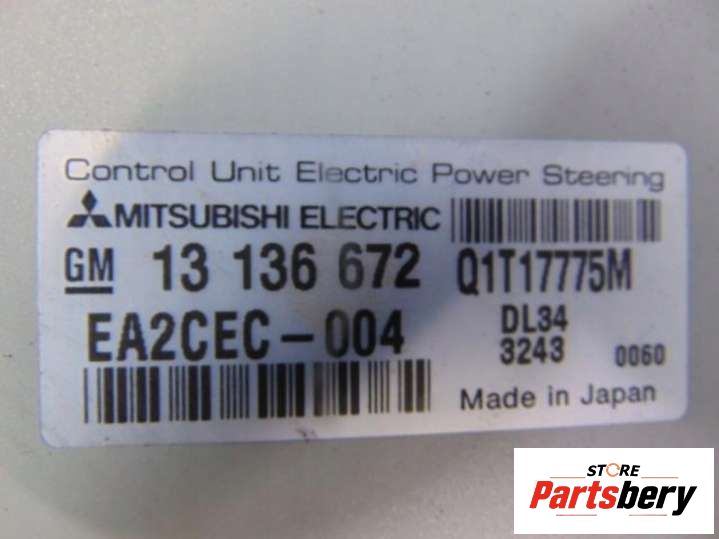 Control Unit Electric Power Steering
MITSUBISHI ELECTRIC
GM 13 136 672 Q1T17775M
EA2CEC-004 DL34
3243 0060
Made in Japan
STORE
Partsbery